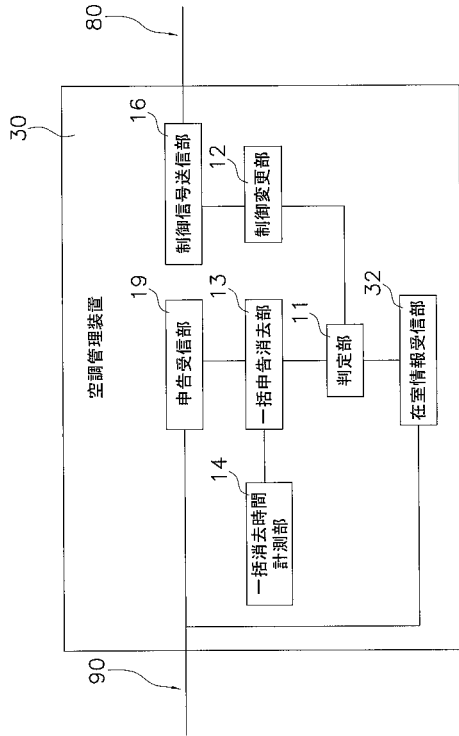 30
空調管理装置
80
90
16
制御信号送信部
19
申告受信部
12
制御変更部
13
一括申告消去部
14
一括消去時間
計測部
11
判定部
32
在室情報受信部